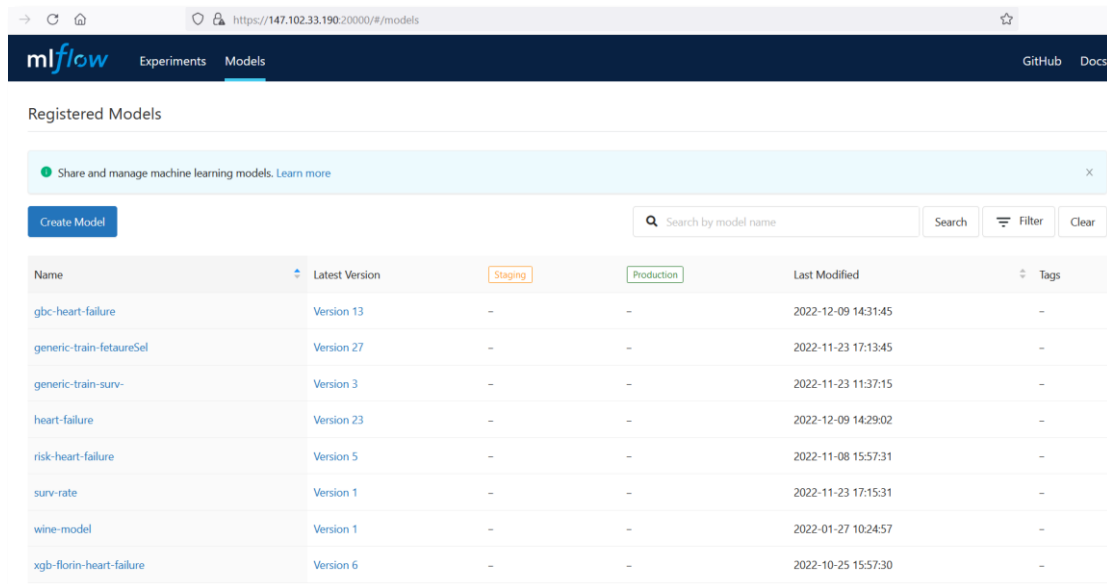 https://147.102.33.190:20000/#/models
mlflow Experiments Models GitHub Docs
Registered Models
Share and manage machine learning models. Learn more
Create Model Search by model name Search Filter Clear
Name Latest Version Staging Production Last Modified Tags
gbc-heart-failure Version 13 – – 2022-12-09 14:31:45 –
generic-train-fetaureSel Version 27 – – 2022-11-23 17:13:45 –
generic-train-surv- Version 3 – – 2022-11-23 11:37:15 –
heart-failure Version 23 – – 2022-12-09 14:29:02 –
risk-heart-failure Version 5 – – 2022-11-08 15:57:31 –
surv-rate Version 1 – – 2022-11-23 17:15:31 –
wine-model Version 1 – – 2022-01-27 10:24:57 –
xgb-florin-heart-failure Version 6 – – 2022-10-25 15:57:30 –